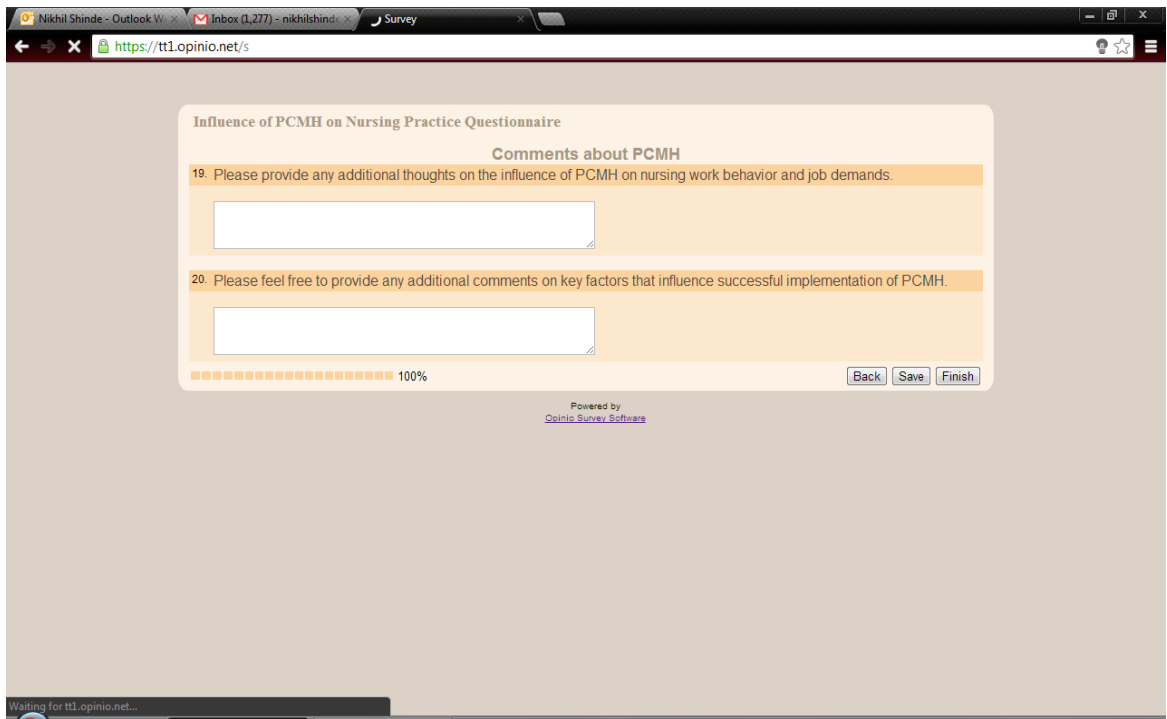 Nikhil Shinde - Outlook W
Inbox (1,277) - nikhilshinde
Survey
https://tt1.opinio.net/s
Influence of PCMH on Nursing Practice Questionnaire
Comments about PCMH
19. Please provide any additional thoughts on the influence of PCMH on nursing work behavior and job demands.
20. Please feel free to provide any additional comments on key factors that influence successful implementation of PCMH.
100%
Back Save Finish
Powered by
Opinio Survey Software
Waiting for tt1.opinio.net...